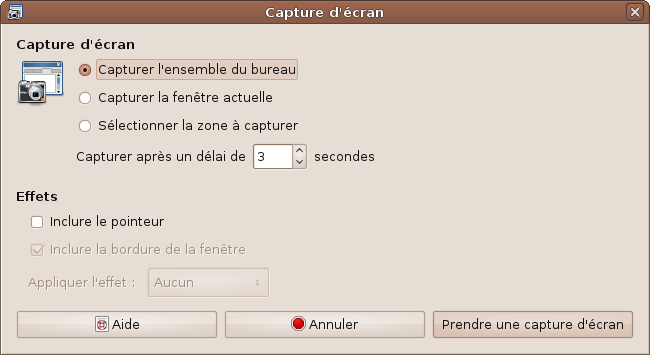 Capture d'écran
Capture d'écran
Capturer l'ensemble du bureau
Capturer la fenêtre actuelle
Sélectionner la zone à capturer
Capturer après un délai de 3 secondes
Effets
Inclure le pointeur
Inclure la bordure de la fenêtre
Appliquer l'effet : Aucun
Aide Annuler Prendre une capture d'écran